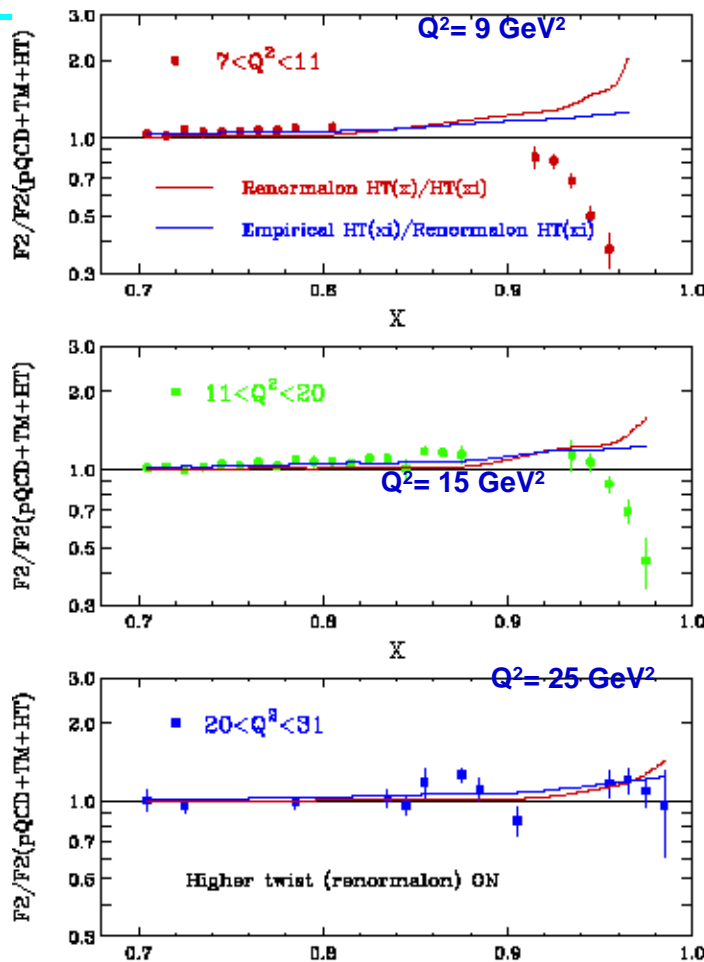 Q²= 9 GeV²
3.0
7<Q²<11
2.0
1.0
0.7
Renormalon HT(x)/HT(xi)
0.5
Empirical HT(xi)/Renormalon HT(xi)
0.3
F2/F2(pQCD+TM+HT)
0.7 0.8 0.9 1.0
X
3.0
2.0
11<Q²<20
1.0
Q²= 15 GeV²
0.7
0.5
0.3
F2/F2(pQCD+TM+HT)
0.7 0.8 0.9 1.0
X
Q²= 25 GeV²
3.0
2.0
20<Q²<31
1.0
0.7
0.5
Higher twist (renormalon) ON
0.3
F2/F2(pQCD+TM+HT)
0.7 0.8 0.9 1.0